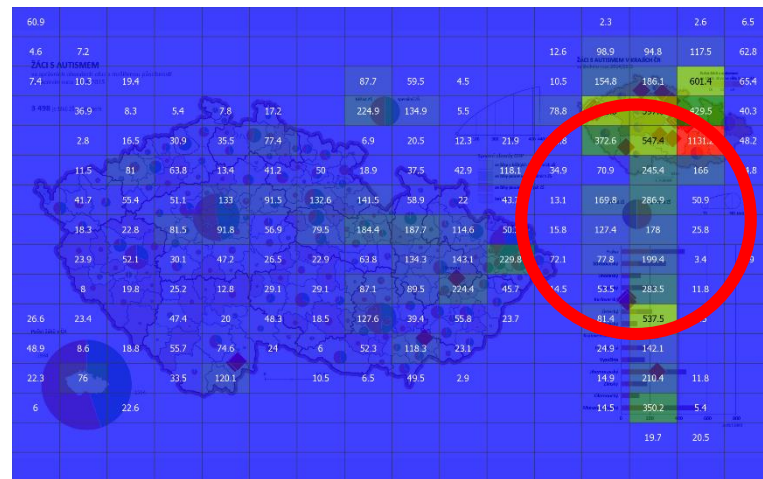 60.9 2.3 2.6 6.5
4.6 7.2 12.6 98.9 94.8 117.5 62.8
ŽÁCI S AUTISMEM
ŽÁCI S AUTISMEM V KRAJÍCH ČR
7.4 10.3 19.4 87.7 59.5 4.5 10.5 154.8 186.1 601.4 65.4
3 498 36.9 8.3 5.4 7.8 17.2 224.9 134.9 5.5 78.8 429.5 40.3
2.8 16.5 30.9 35.5 77.4 6.9 20.5 12.3 21.9 372.6 547.4 48.2
11.5 81 63.8 13.4 41.2 50 18.9 37.5 42.9 118.1 34.9 70.9 245.4 166
41.7 55.4 51.1 133 91.5 132.6 141.5 58.9 22 43.7 13.1 169.8 286.9 50.9
18.3 22.8 81.5 91.8 56.9 79.5 184.4 187.7 114.6 15.8 127.4 178 25.8
23.9 52.1 30.1 47.2 26.5 22.9 63.8 134.3 143.1 229.8 72.1 77.8 199.4 3.4
8 19.8 25.2 12.8 29.1 29.1 87.1 89.5 224.4 45.7 53.5 283.5 11.8
26.6 23.4 47.4 20 48.3 18.5 127.6 39.4 55.8 23.7 81.4 537.5
48.9 8.6 18.8 55.7 74.6 24 6 52.3 118.3 23.1 24.9 142.1
22.3 76 33.5 120.1 10.5 6.5 49.5 2.9 14.9 210.4 11.8
6 22.6 14.5 350.2 5.4
19.7 20.5